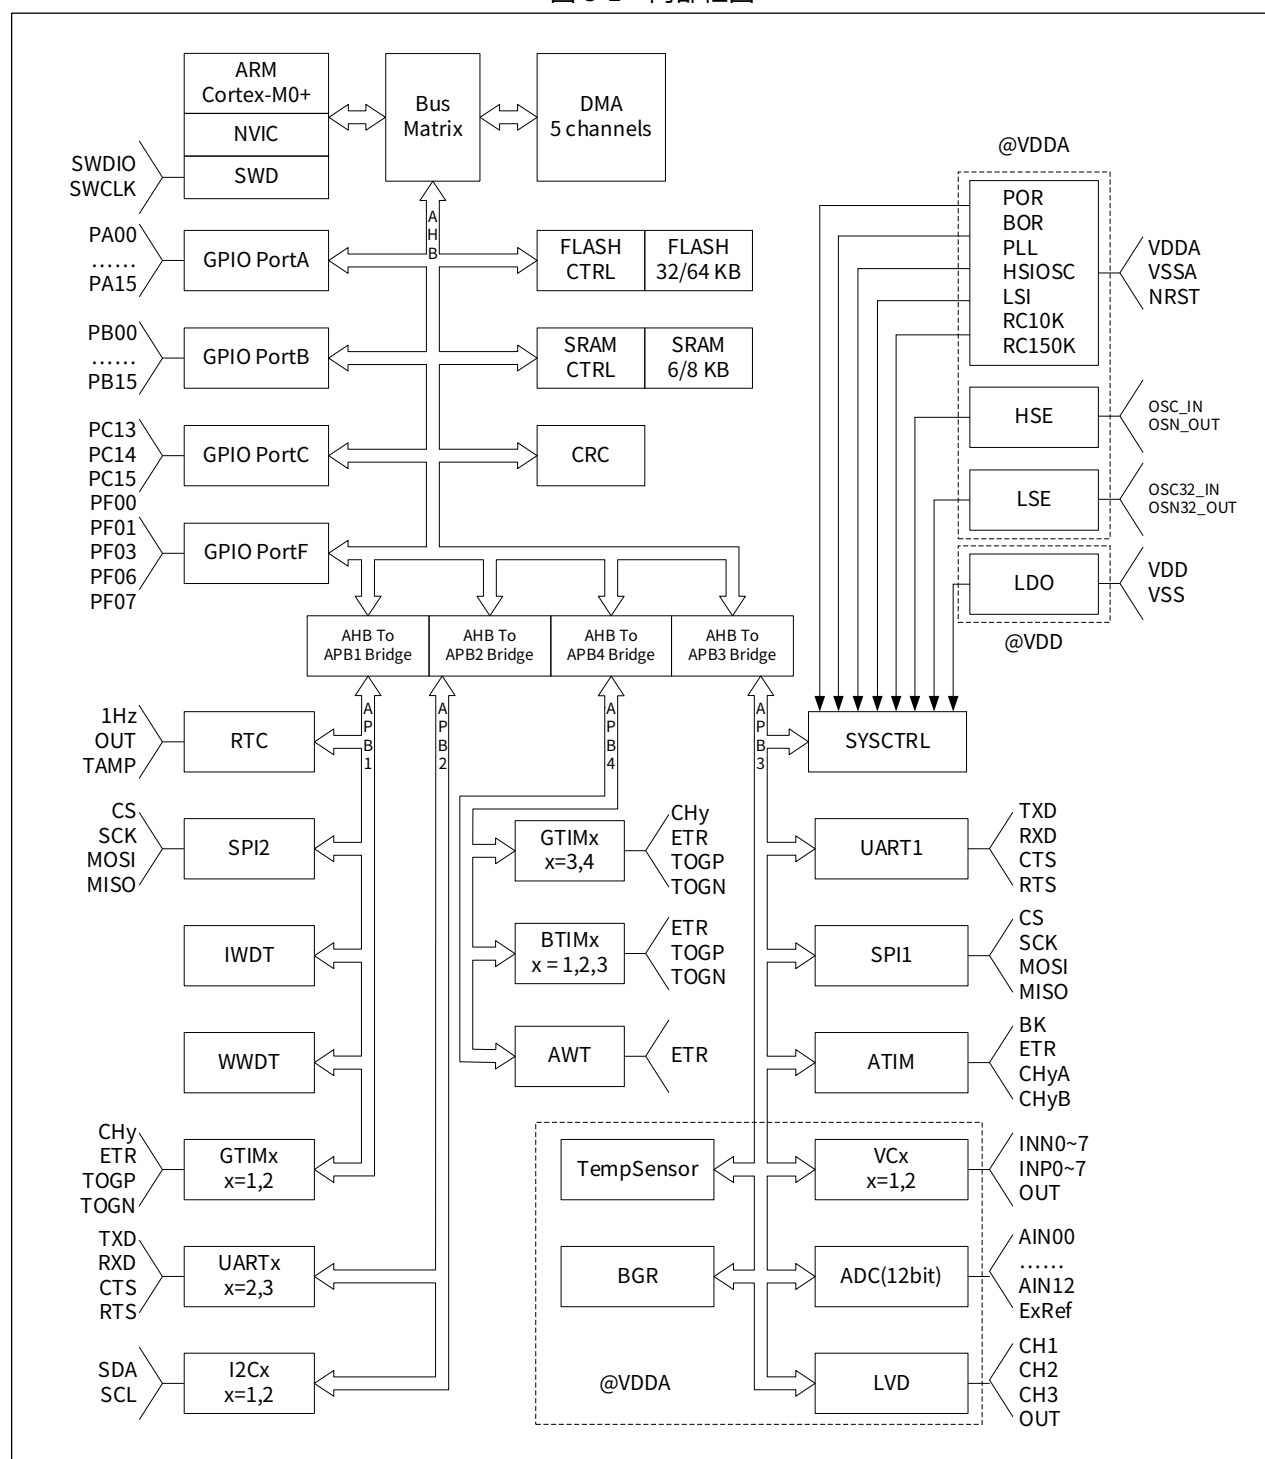 ARM
Cortex-M0+
NVIC
SWD
Bus
Matrix
DMA
5 channels
SWDIO
SWCLK
AHB
PA00
......
PA15
GPIO PortA
FLASH
CTRL
FLASH
32/64 KB
PB00
......
PB15
GPIO PortB
SRAM
CTRL
SRAM
6/8 KB
PC13
PC14
PC15
GPIO PortC
CRC
PF00
PF01
PF03
PF06
PF07
GPIO PortF
@VDDA
POR
BOR
PLL
HSIOSC
LSI
RC10K
RC150K
VDDA
VSSA
NRST
HSE
OSC_IN
OSN_OUT
LSE
OSC32_IN
OSN32_OUT
LDO
VDD
VSS
@VDD
AHB To
APB1 Bridge
AHB To
APB2 Bridge
AHB To
APB4 Bridge
AHB To
APB3 Bridge
APB1
APB2
APB4
APB3
1Hz
OUT
TAMP
RTC
SYSCTRL
CS
SCK
MOSI
MISO
SPI2
GTIMx
x=3,4
CHy
ETR
TOGP
TOGN
UART1
TXD
RXD
CTS
RTS
IWDT
BTIMx
x = 1,2,3
ETR
TOGP
TOGN
SPI1
CS
SCK
MOSI
MISO
WWDT
AWT
ETR
ATIM
BK
ETR
CHyA
CHyB
CHy
ETR
TOGP
TOGN
GTIMx
x=1,2
TempSensor
VCx
x=1,2
INN0~7
INP0~7
OUT
TXD
RXD
CTS
RTS
UARTx
x=2,3
BGR
ADC(12bit)
AIN00
......
AIN12
ExRef
SDA
SCL
I2Cx
x=1,2
@VDDA
LVD
CH1
CH2
CH3
OUT